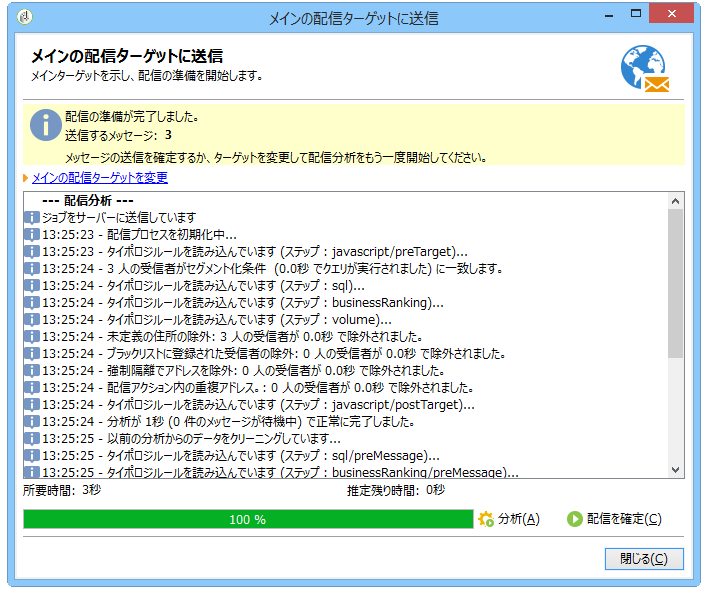 メインの配信ターゲットに送信
メインの配信ターゲットに送信
メインターゲットを示し、配信の準備を開始します。
配信の準備が完了しました。
送信するメッセージ: 3
メッセージの送信を確定するか、ターゲットを変更して配信分析をもう一度開始してください。
メインの配信ターゲットを変更
--- 配信分析 ---
ジョブをサーバーに送信しています
13:25:23 - 配信プロセスを初期化中...
13:25:23 - タイポロジルールを読み込んでいます (ステップ : javascript/preTarget)...
13:25:24 - 3 人の受信者がセグメント化条件 (0.0秒 でクエリが実行されました) に一致します。
13:25:24 - タイポロジルールを読み込んでいます (ステップ : sql)...
13:25:24 - タイポロジルールを読み込んでいます (ステップ : businessRanking)...
13:25:24 - タイポロジルールを読み込んでいます (ステップ : volume)...
13:25:24 - 未定義の住所の除外: 3 人の受信者が 0.0秒 で除外されました。
13:25:24 - ブラックリストに登録された受信者の除外: 0 人の受信者が 0.0秒 で除外されました。
13:25:24 - 強制隔離でアドレスを除外: 0 人の受信者が 0.0秒 で除外されました。
13:25:24 - 配信アクション内の重複アドレス。: 0 人の受信者が 0.0秒 で除外されました。
13:25:24 - タイポロジルールを読み込んでいます (ステップ : javascript/postTarget)...
13:25:24 - 分析が 1秒 (0 件のメッセージが待機中) で正常に完了しました。
13:25:25 - 以前の分析からのデータをクリーニングしています...
13:25:25 - タイポロジルールを読み込んでいます (ステップ : sql/preMessage)...
13:25:25 - タイポロジルールを読み込んでいます (ステップ : businessRanking/preMessage)...
所要時間: 3秒 推定残り時間: 0秒
100 % 分析(A) 配信を確定(C)
閉じる(C)